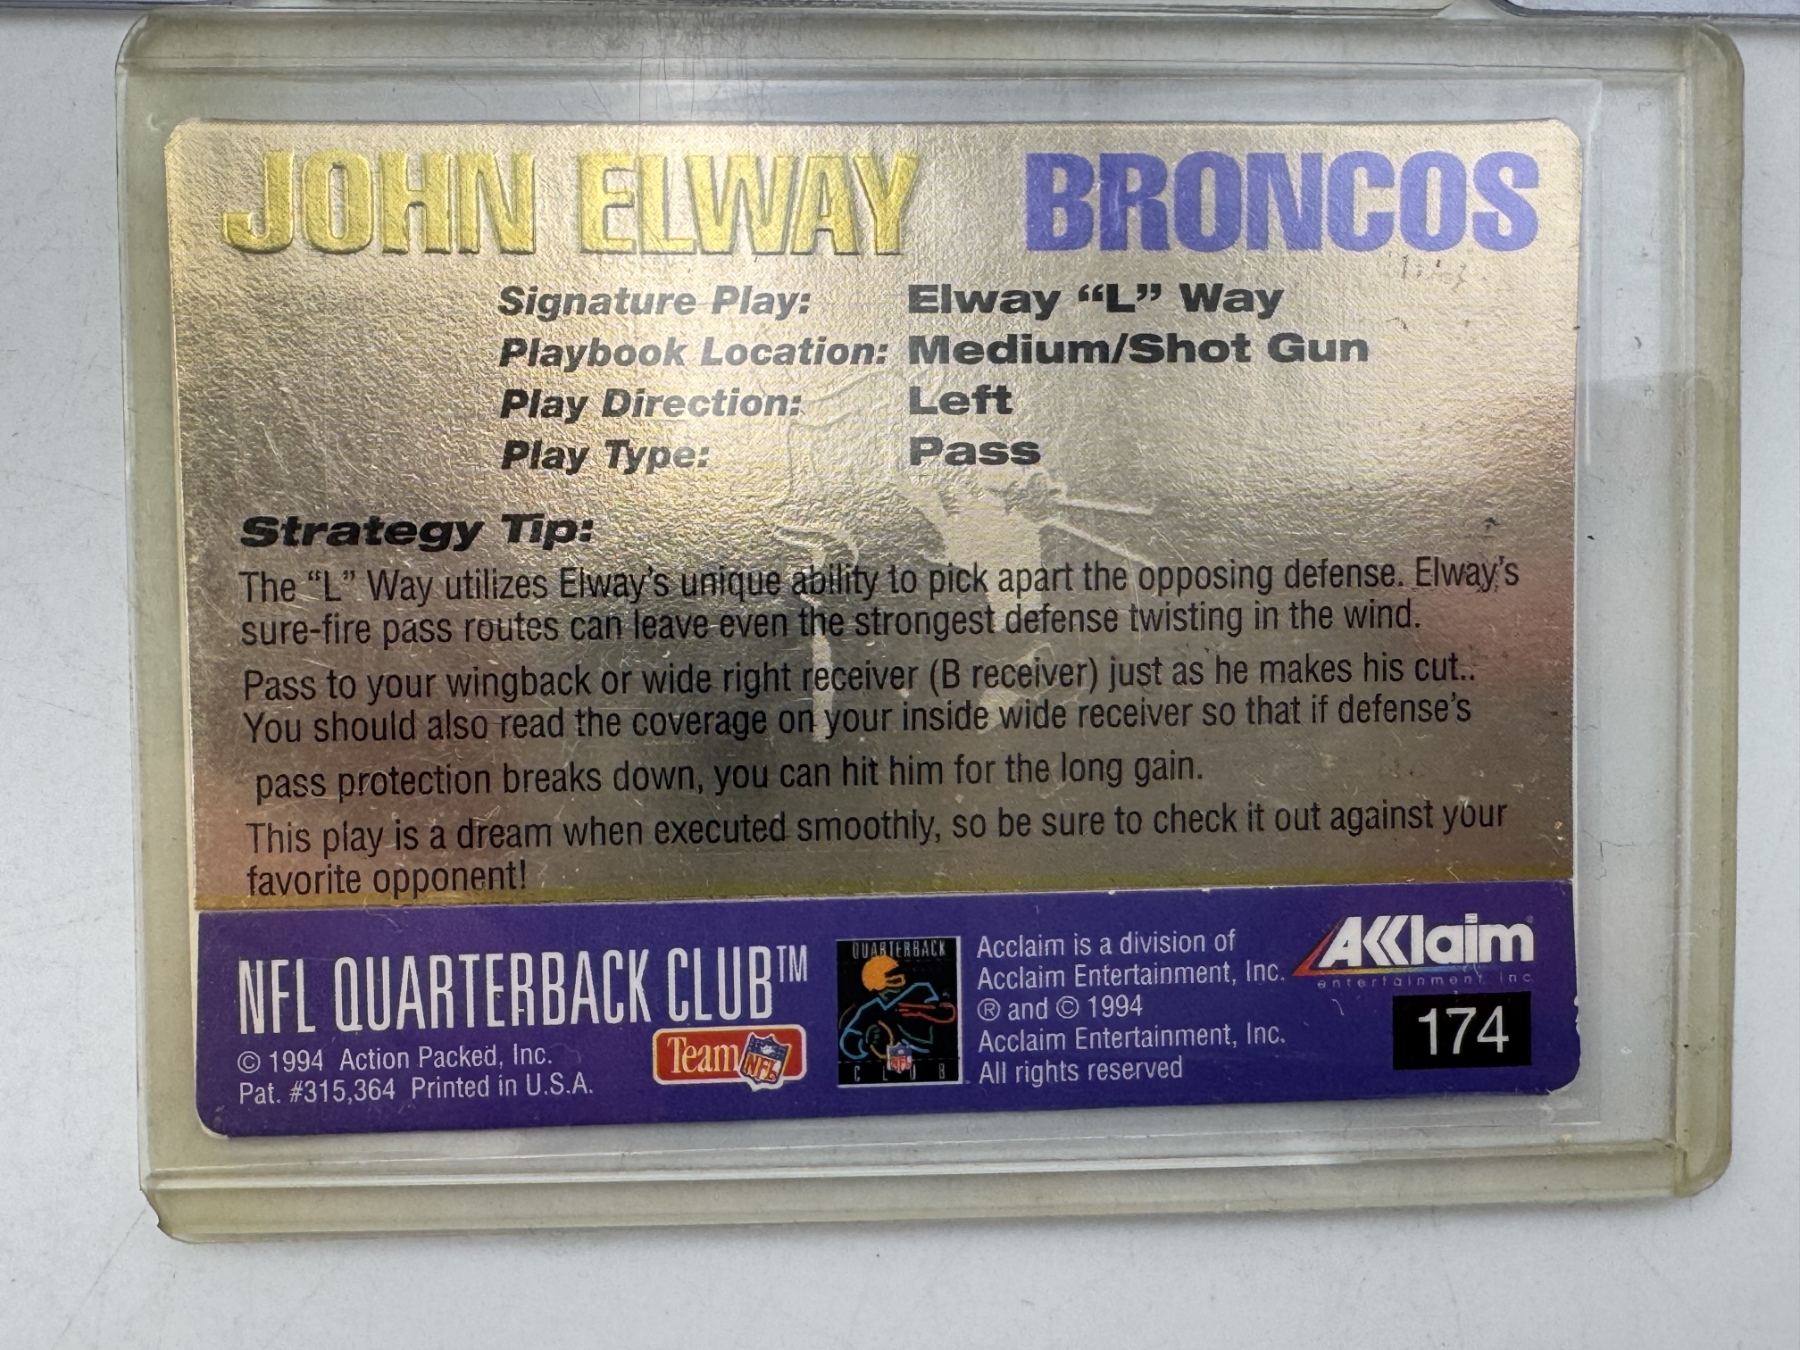 JOHN ELWAY BRONCOS
Signature Play: Elway “L” Way
Playbook Location: Medium/Shot Gun
Play Direction: Left
Play Type: Pass
Strategy Tip:
The “L” Way utilizes Elway’s unique ability to pick apart the opposing defense. Elway’s
sure-fire pass routes can leave even the strongest defense twisting in the wind.
Pass to your wingback or wide right receiver (B receiver) just as he makes his cut..
You should also read the coverage on your inside wide receiver so that if defense’s
pass protection breaks down, you can hit him for the long gain.
This play is a dream when executed smoothly, so be sure to check it out against your
favorite opponent!
NFL QUARTERBACK CLUB™
© 1994 Action Packed, Inc.
Pat. #315,364 Printed in U.S.A.
Team NFL
QUARTERBACK
NFL
CLUB
Acclaim is a division of
Acclaim Entertainment, Inc.
® and © 1994
Acclaim Entertainment, Inc.
All rights reserved
AKKlaim®
entertainment inc
174